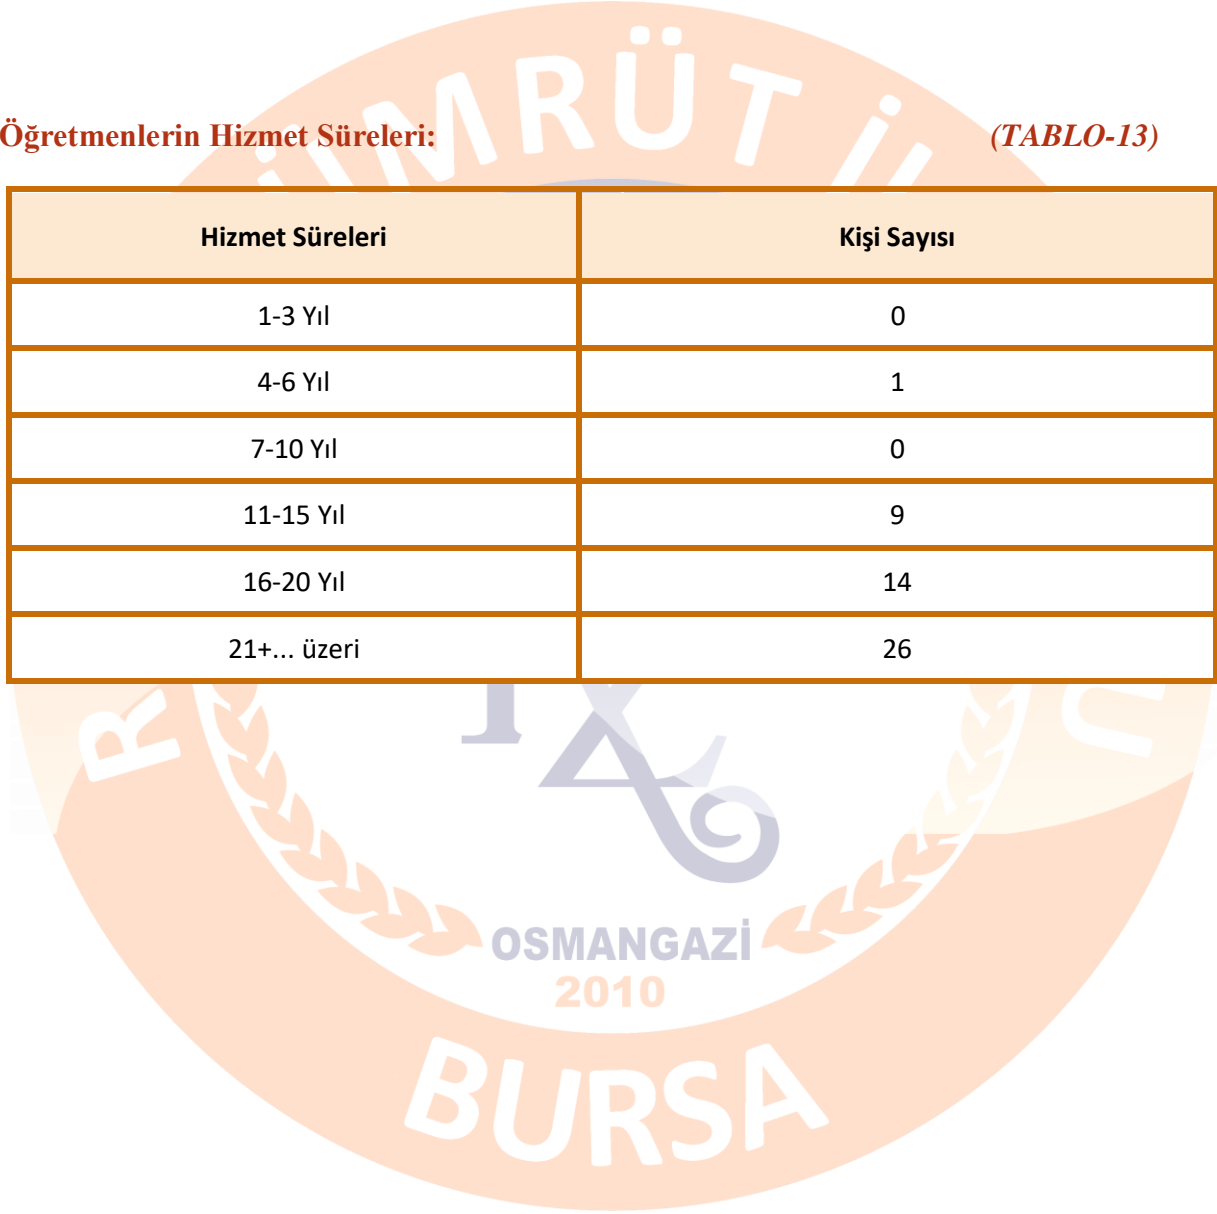 ÜMRÜT İ
Öğretmenlerin Hizmet Süreleri: (TABLO-13)
Hizmet Süreleri Kişi Sayısı
1-3 Yıl 0
4-6 Yıl 1
7-10 Yıl 0
11-15 Yıl 9
16-20 Yıl 14
21+... üzeri 26
OSMANGAZİ
2010
BURSA